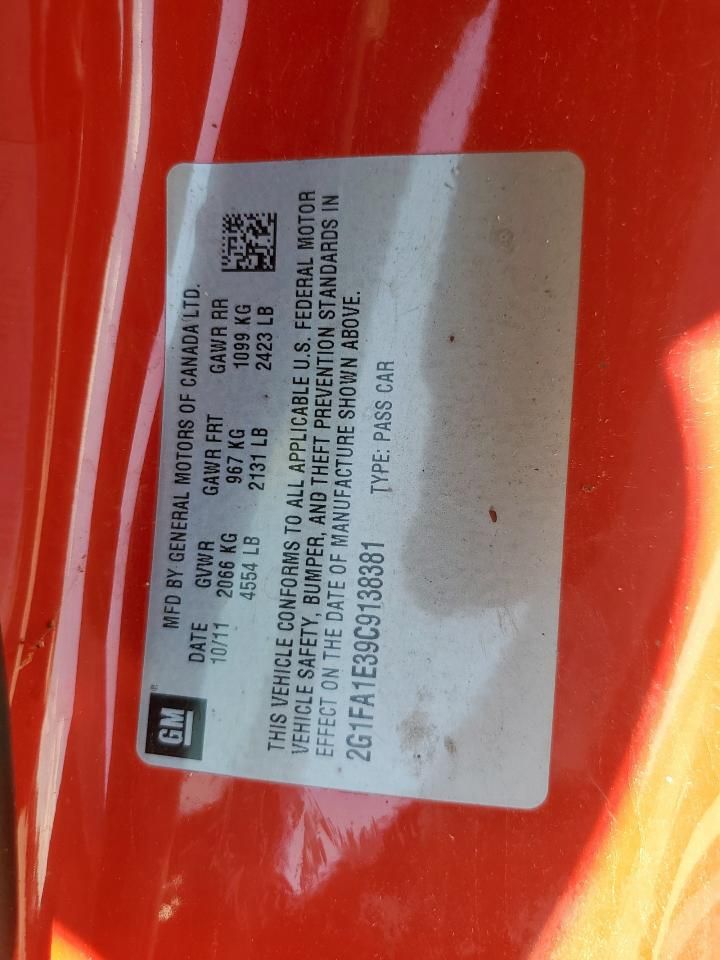 GM
MFD BY GENERAL MOTORS OF CANADA LTD.
DATE GVWR GAWR FRT GAWR RR
10/11 2066 KG 967 KG 1099 KG
4554 LB 2131 LB 2423 LB
THIS VEHICLE CONFORMS TO ALL APPLICABLE U.S. FEDERAL MOTOR
VEHICLE SAFETY, BUMPER, AND THEFT PREVENTION STANDARDS IN
EFFECT ON THE DATE OF MANUFACTURE SHOWN ABOVE.
2G1FA1E39C9138381 TYPE: PASS CAR